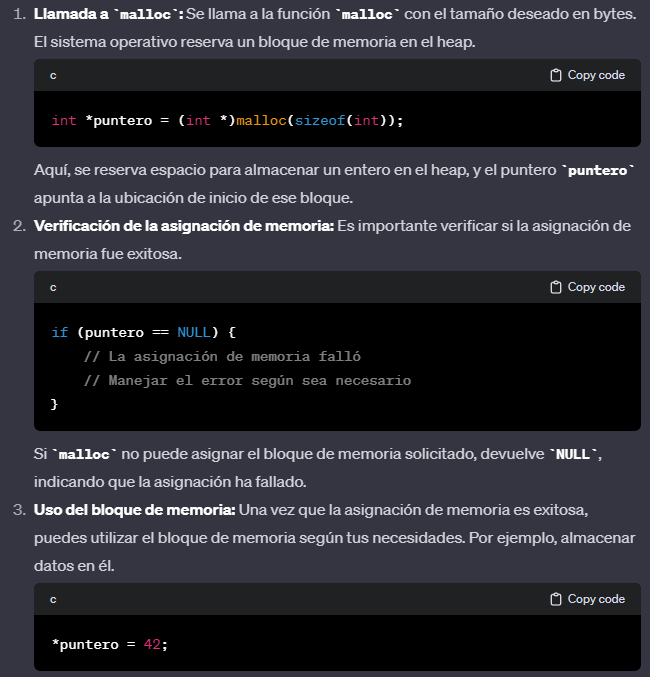 1. Llamada a `malloc`: Se llama a la función `malloc` con el tamaño deseado en bytes.
El sistema operativo reserva un bloque de memoria en el heap.
c Copy code
int *puntero = (int *)malloc(sizeof(int));
Aquí, se reserva espacio para almacenar un entero en el heap, y el puntero `puntero`
apunta a la ubicación de inicio de ese bloque.
2. Verificación de la asignación de memoria: Es importante verificar si la asignación de
memoria fue exitosa.
c Copy code
if (puntero == NULL) {
    // La asignación de memoria falló
    // Manejar el error según sea necesario
}
Si `malloc` no puede asignar el bloque de memoria solicitado, devuelve `NULL`,
indicando que la asignación ha fallado.
3. Uso del bloque de memoria: Una vez que la asignación de memoria es exitosa,
puedes utilizar el bloque de memoria según tus necesidades. Por ejemplo, almacenar
datos en él.
c Copy code
*puntero = 42;